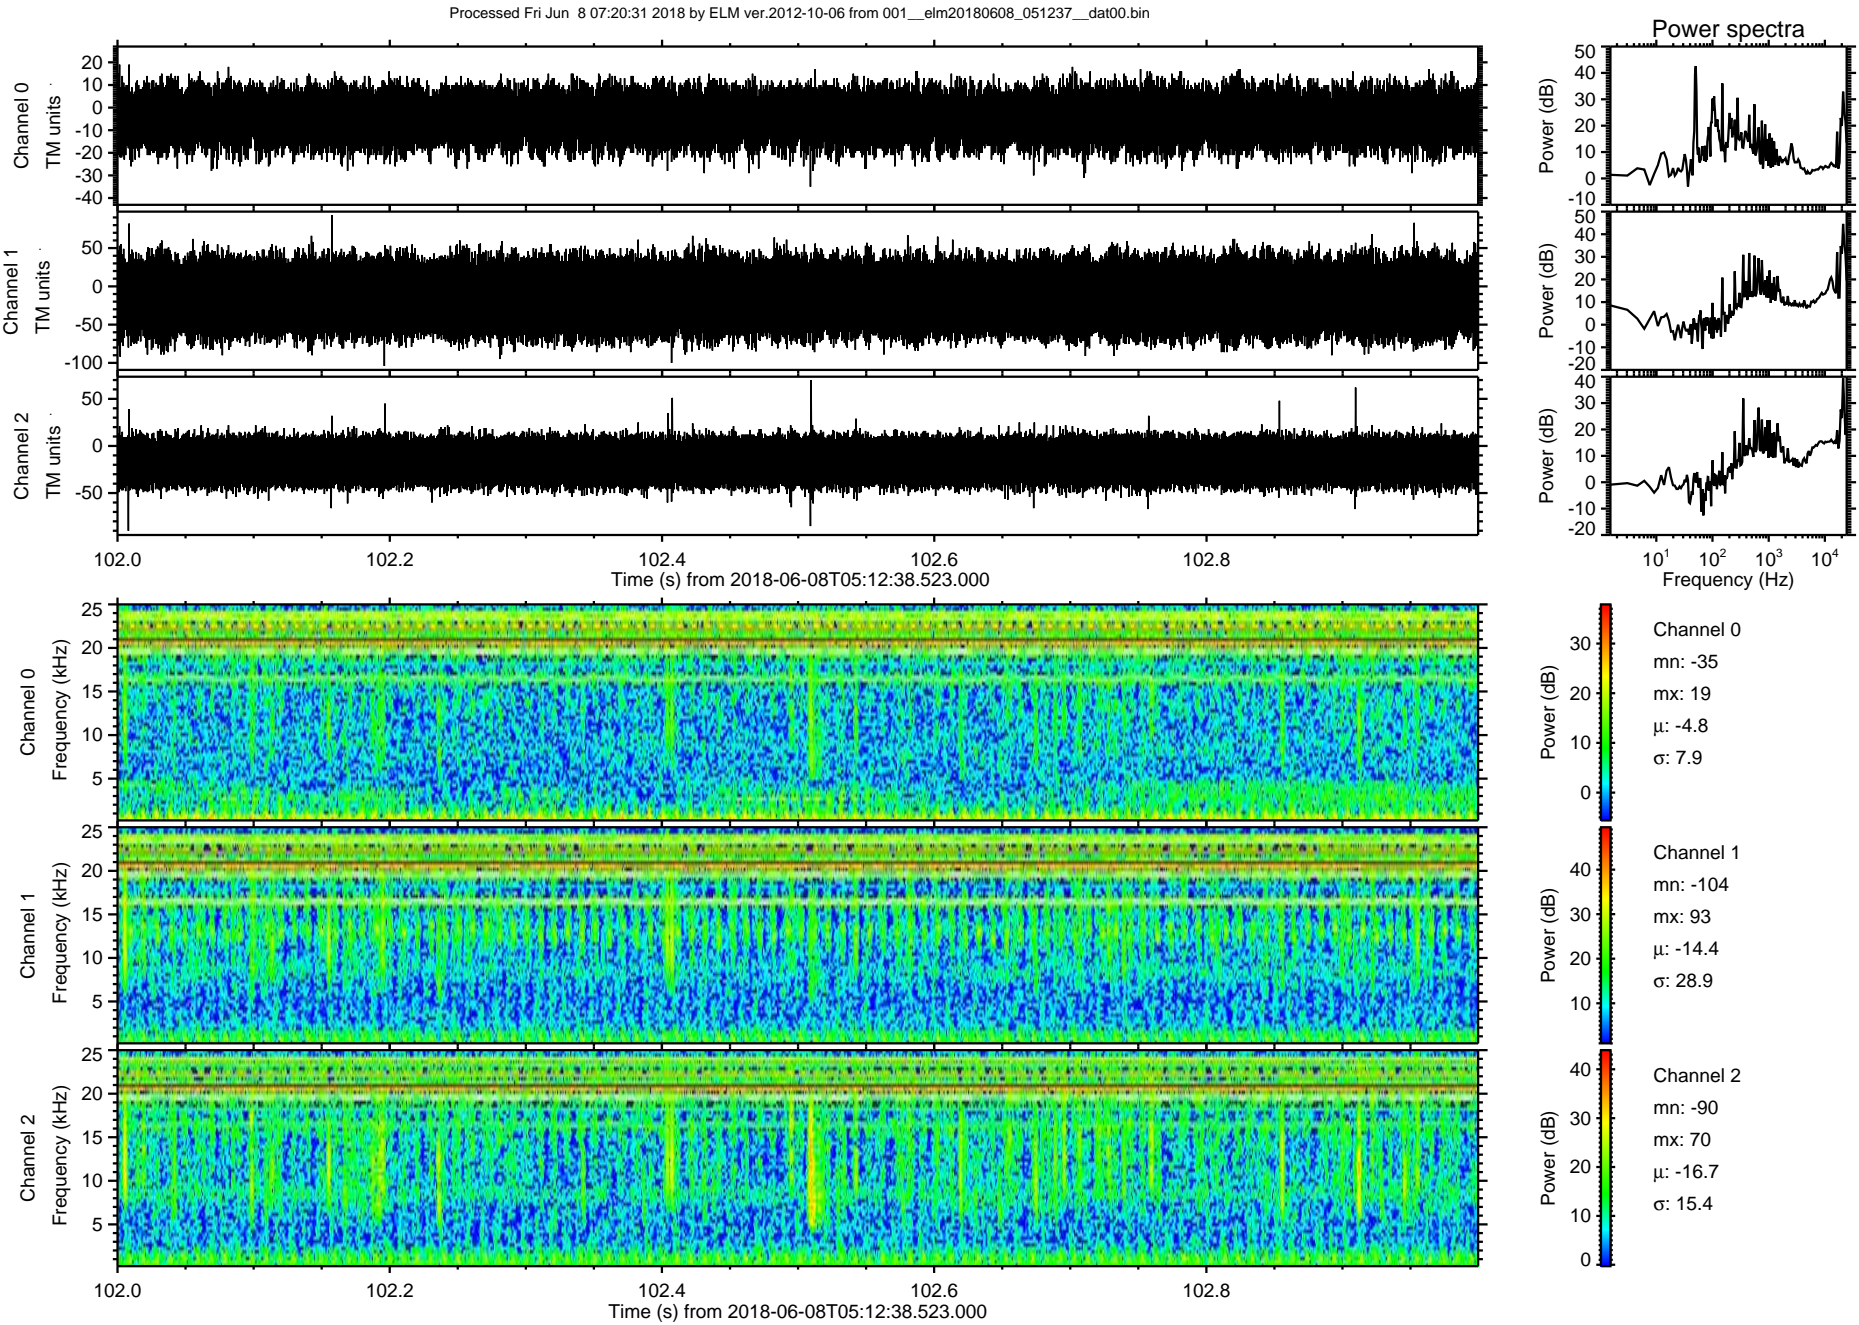 Processed Fri Jun  8 07:20:31 2018 by ELM ver.2012-10-06 from 001__elm20180608_051237__dat00.bin
Power spectra
Channel 0
TM units
20
10
0
-10
-20
-30
-40
Power (dB)
50
40
30
20
10
0
-10
Channel 1
TM units
50
0
-50
-100
Power (dB)
50
40
30
20
10
0
-10
-20
Channel 2
TM units
50
0
-50
Power (dB)
40
30
20
10
0
-10
-20
102.0 102.2 102.4 102.6 102.8
Time (s) from 2018-06-08T05:12:38.523.000
10^1 10^2 10^3 10^4
Frequency (Hz)
Channel 0
Frequency (kHz)
25
20
15
10
5
Power (dB)
30
20
10
0
Channel 0
mn: -35
mx: 19
μ: -4.8
σ: 7.9
Channel 1
Frequency (kHz)
25
20
15
10
5
Power (dB)
40
30
20
10
Channel 1
mn: -104
mx: 93
μ: -14.4
σ: 28.9
Channel 2
Frequency (kHz)
25
20
15
10
5
Power (dB)
40
30
20
10
0
Channel 2
mn: -90
mx: 70
μ: -16.7
σ: 15.4
102.0 102.2 102.4 102.6 102.8
Time (s) from 2018-06-08T05:12:38.523.000